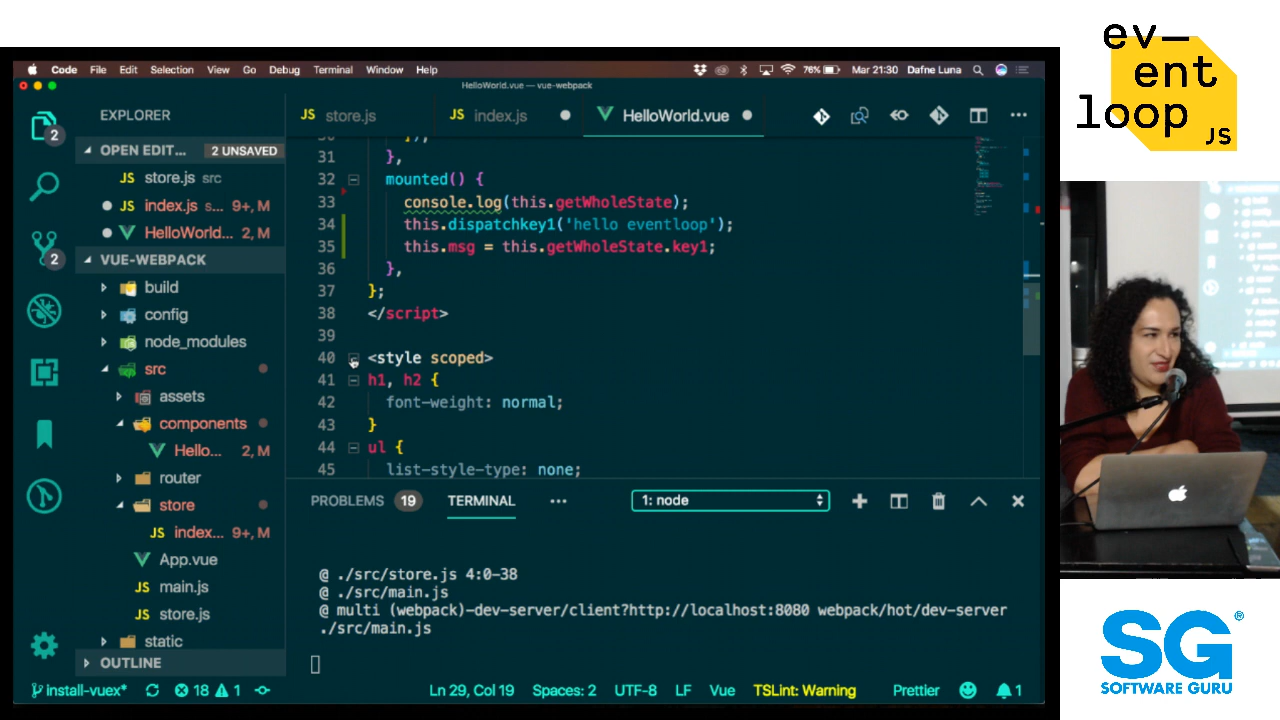 Code File Edit Selection View Go Debug Terminal Window Help
76% Mar 21:30 Dafne Luna
HelloWorld.vue — vue-webpack
EXPLORER
OPEN EDIT... 2 UNSAVED
JS store.js src
JS index.js s... 9+, M
HelloWorld... 2, M
VUE-WEBPACK
build
config
node_modules
src
assets
components
Hello... 2, M
router
store
JS index... 9+, M
App.vue
JS main.js
JS store.js
static
OUTLINE
2
2
JS store.js
JS index.js
HelloWorld.vue
31 },
32 mounted() {
33 console.log(this.getWholeState);
34 this.dispatchkey1('hello eventloop');
35 this.msg = this.getWholeState.key1;
36 },
37 };
38 </script>
39
40 <style scoped>
41 h1, h2 {
42 font-weight: normal;
43 }
44 ul {
45 list-style-type: none;
PROBLEMS 19 TERMINAL ... 1: node
@ ./src/store.js 4:0-38
@ ./src/main.js
@ multi (webpack)-dev-server/client?http://localhost:8080 webpack/hot/dev-server
./src/main.js
install-vuex* 18 1 Ln 29, Col 19 Spaces: 2 UTF-8 LF Vue TSLint: Warning Prettier 1
ev—
ent
loop
JS
SG®
SOFTWARE GURU